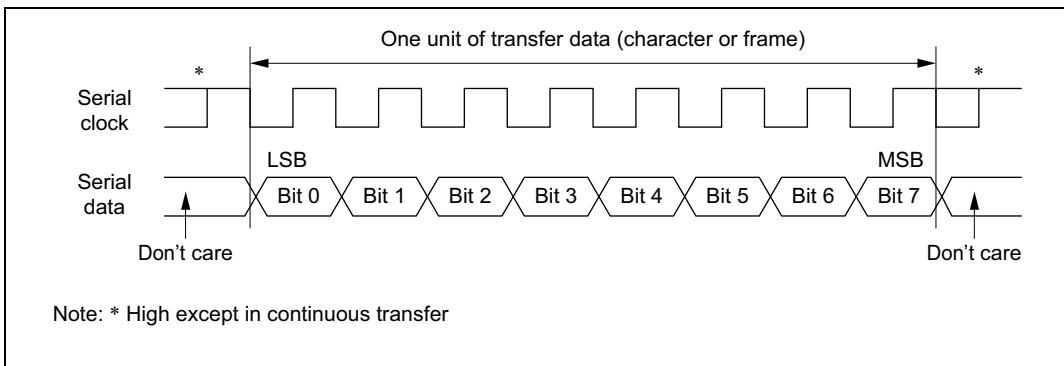 One unit of transfer data (character or frame)
* *
Serial
clock
LSB MSB
Serial
data
Bit 0 Bit 1 Bit 2 Bit 3 Bit 4 Bit 5 Bit 6 Bit 7
Don’t care Don’t care
Note: * High except in continuous transfer